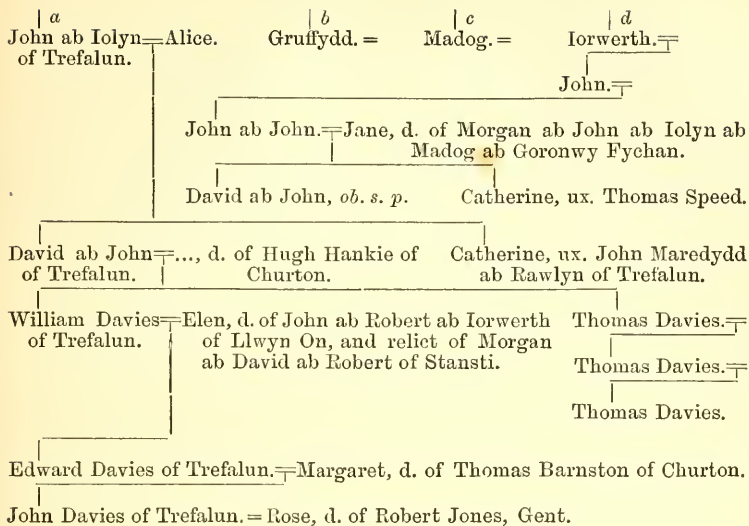 a b c d
John ab Iolyn=Alice. Gruffydd. = Madog. = Iorwerth.=
of Trefalun.
John.=
John ab John.=Jane, d. of Morgan ab John ab Iolyn ab
Madog ab Goronwy Fychan.
David ab John, ob. s. p. Catherine, ux. Thomas Speed.
David ab John=..., d. of Hugh Hankie of Catherine, ux. John Maredydd
of Trefalun. Churton. ab Rawlyn of Trefalun.
William Davies=Elen, d. of John ab Robert ab Iorwerth Thomas Davies.=
of Trefalun. of Llwyn On, and relict of Morgan
ab David ab Robert of Stansti. Thomas Davies.=
Thomas Davies.
Edward Davies of Trefalun.=Margaret, d. of Thomas Barnston of Churton.
John Davies of Trefalun. = Rose, d. of Robert Jones, Gent.